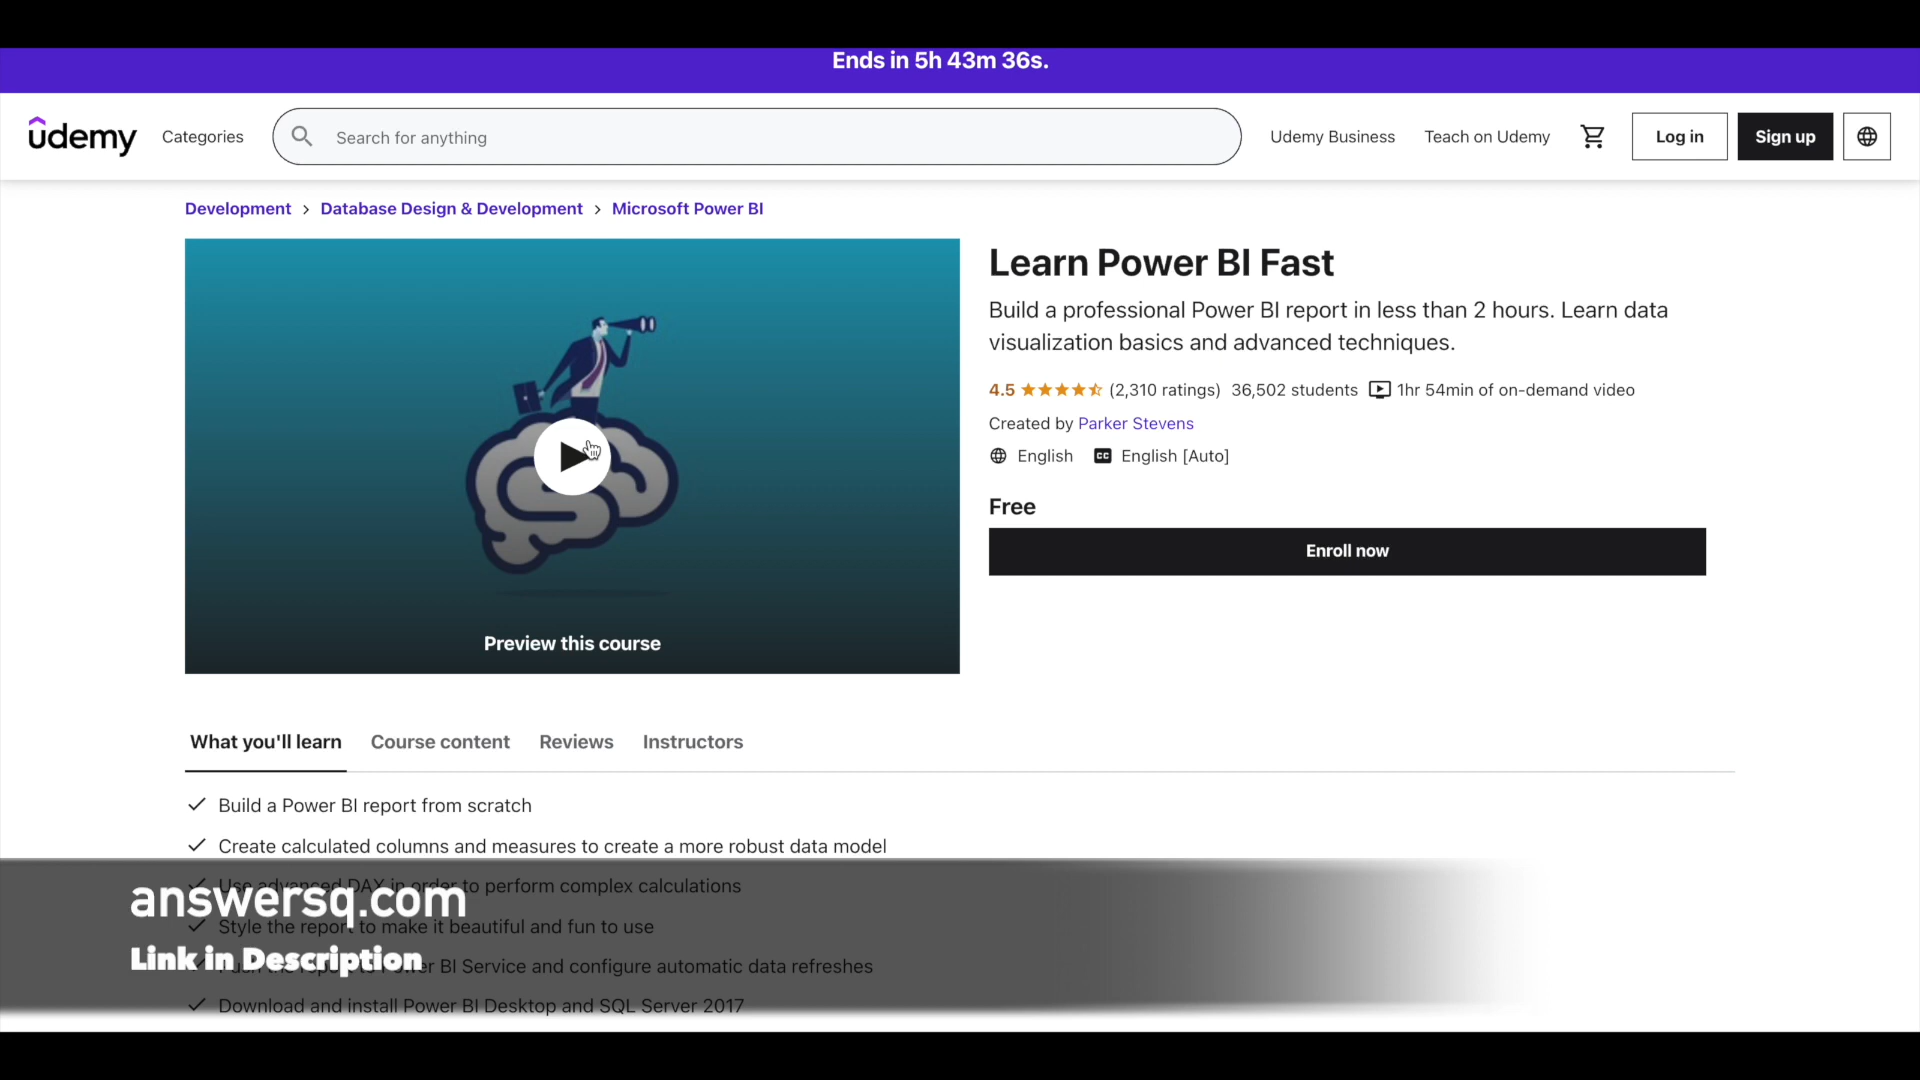 Ends in 5h 43m 36s.
udemy
Categories
Search for anything
Udemy Business
Teach on Udemy
Log in
Sign up
Development > Database Design & Development > Microsoft Power BI
Learn Power BI Fast
Build a professional Power BI report in less than 2 hours. Learn data
visualization basics and advanced techniques.
4.5 (2,310 ratings) 36,502 students 1hr 54min of on-demand video
Created by Parker Stevens
English CC English [Auto]
Free
Enroll now
Preview this course
What you'll learn
Course content
Reviews
Instructors
Build a Power BI report from scratch
Create calculated columns and measures to create a more robust data model
Use advanced DAX in order to perform complex calculations
answersq.com
Style the report to make it beautiful and fun to use
Link in Description
BI Service and configure automatic data refreshes
Download and install Power BI Desktop and SQL Server 2017